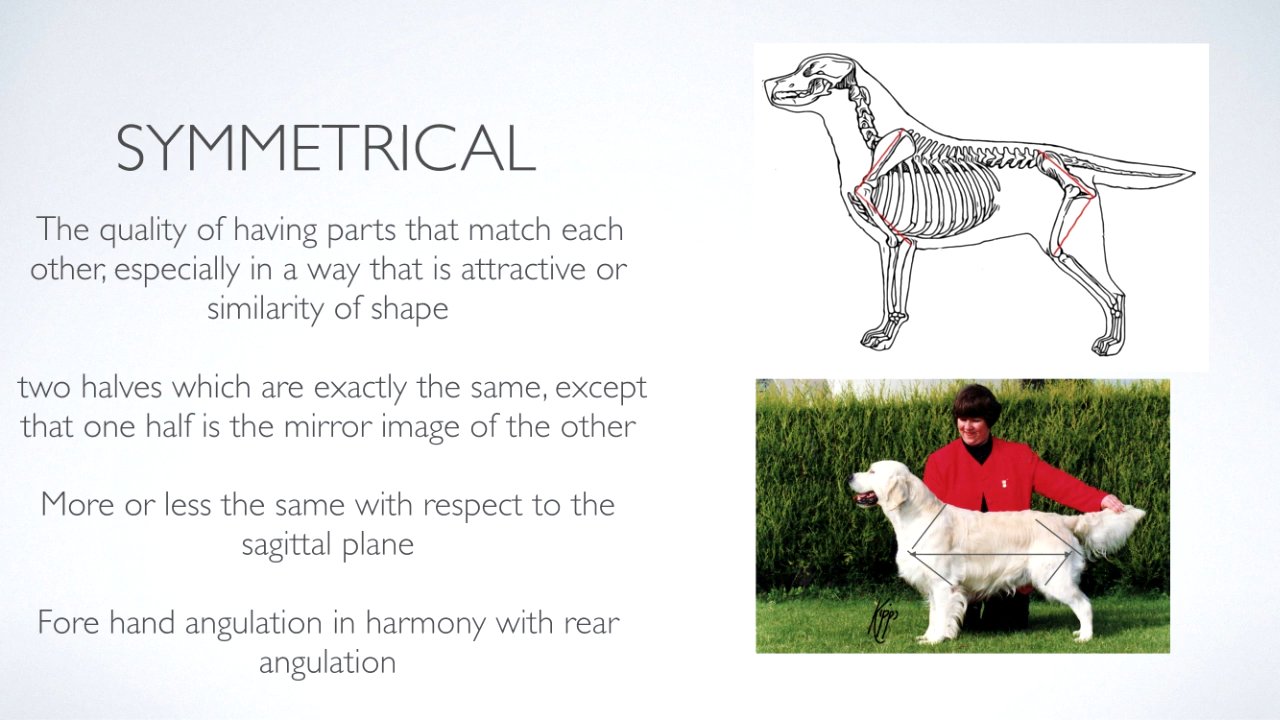 SYMMETRICAL
The quality of having parts that match each
other, especially in a way that is attractive or
similarity of shape
two halves which are exactly the same, except
that one half is the mirror image of the other
More or less the same with respect to the
sagittal plane
Fore hand angulation in harmony with rear
angulation
Kipps